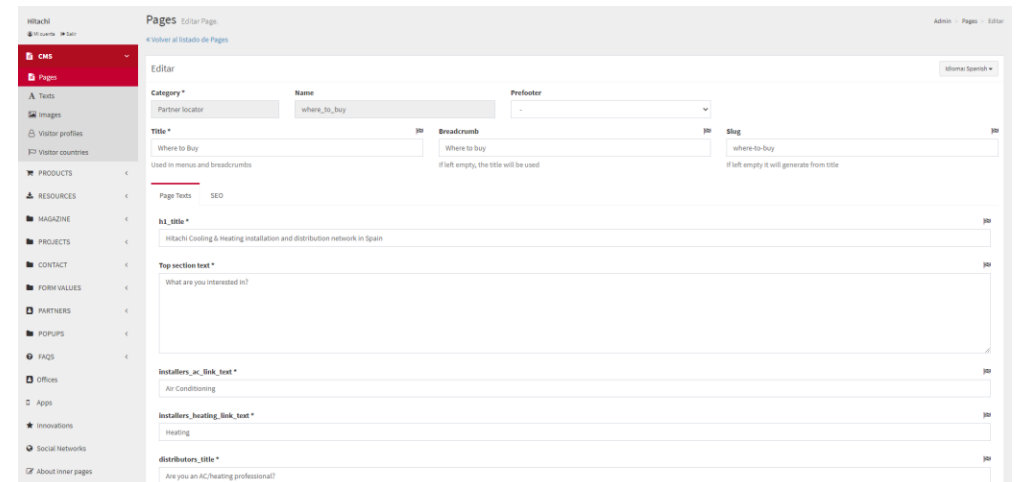 Hitachi
Mi cuenta Salir
Pages Editar Page.
Admin > Pages > Editar
« Volver al listado de Pages
CMS
Pages
Texts
Images
Visitor profiles
Visitor countries
PRODUCTS
RESOURCES
MAGAZINE
PROJECTS
CONTACT
FORM VALUES
PARTNERS
POPUPS
FAQS
Offices
Apps
Innovations
Social Networks
About inner pages
Editar
Idioma: Spanish
Category *
Name
Prefooter
Partner locator
where_to_buy
-
Title *
Breadcrumb
Slug
Where to Buy
Where to buy
where-to-buy
Used in menus and breadcrumbs
If left empty, the title will be used
If left empty it will generate from title
Page Texts
SEO
h1_title *
Hitachi Cooling & Heating installation and distribution network in Spain
Top section text *
What are you interested in?
installers_ac_link_text *
Air Conditioning
installers_heating_link_text *
Heating
distributors_title *
Are you an AC/heating professional?